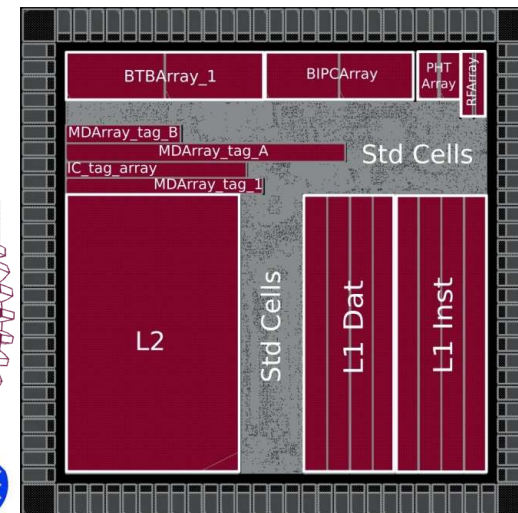 BTBArray_1
BIPCArray
PHT
Array
RFArray
MDArray_tag_B
MDArray_tag_A
Std Cells
IC_tag_array
MDArray_tag_1
L2
Std Cells
L1 Dat
L1 Inst